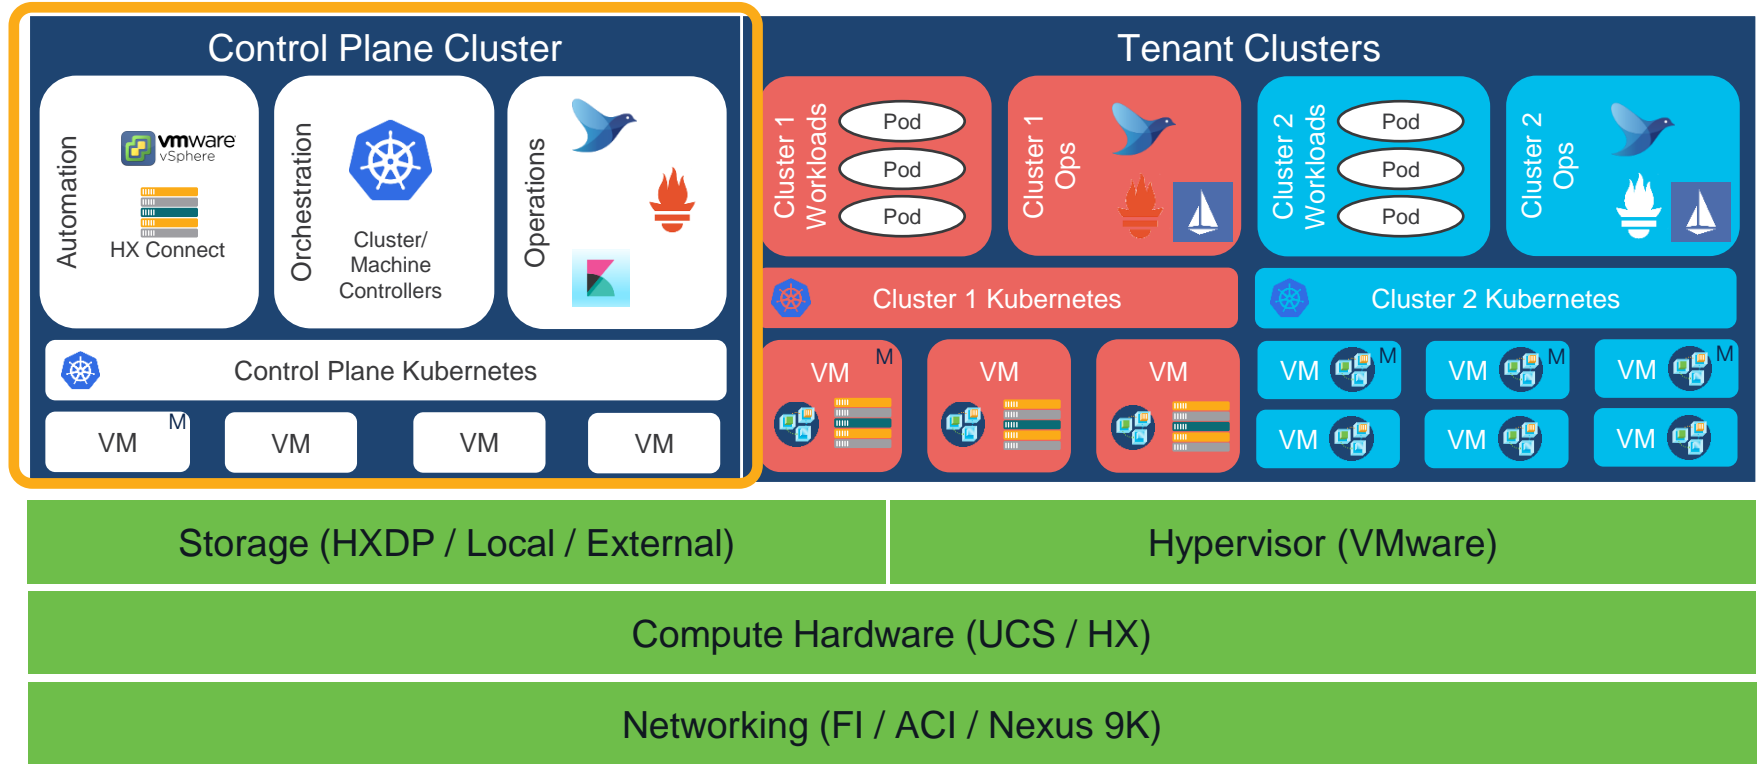 Control Plane Cluster
Automation
vmware
vSphere
HX Connect
Orchestration
Cluster/
Machine
Controllers
Operations
Control Plane Kubernetes
VM
M
VM
VM
VM
Tenant Clusters
Cluster 1
Workloads
Pod
Pod
Pod
Cluster 1
Ops
Cluster 2
Workloads
Pod
Pod
Pod
Cluster 2
Ops
Cluster 1 Kubernetes
Cluster 2 Kubernetes
VM
M
VM
VM
VM
M
VM
M
VM
M
VM
VM
VM
Storage (HXDP / Local / External)
Hypervisor (VMware)
Compute Hardware (UCS / HX)
Networking (FI / ACI / Nexus 9K)